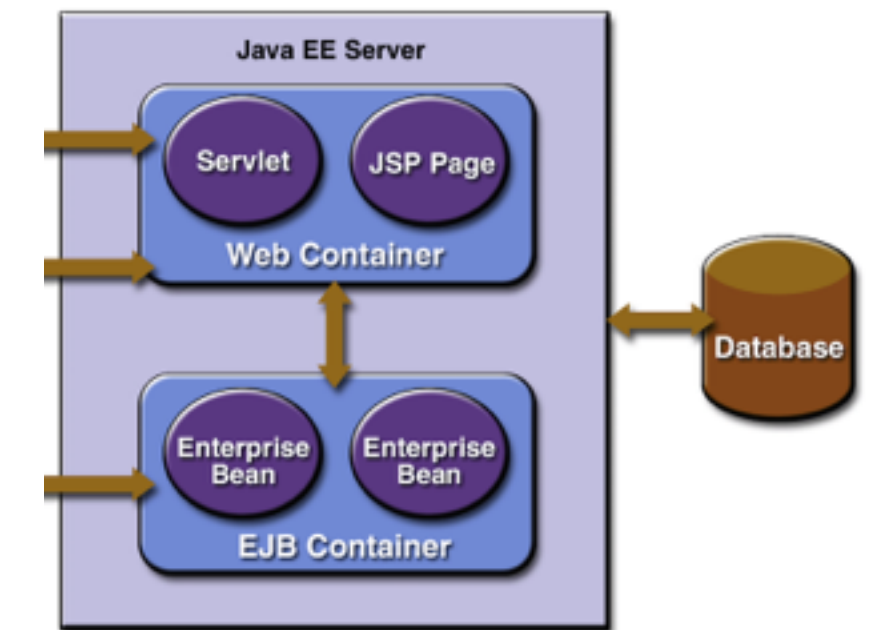 Java EE Server
Servlet
JSP Page
Web Container
Database
Enterprise
Bean
Enterprise
Bean
EJB Container